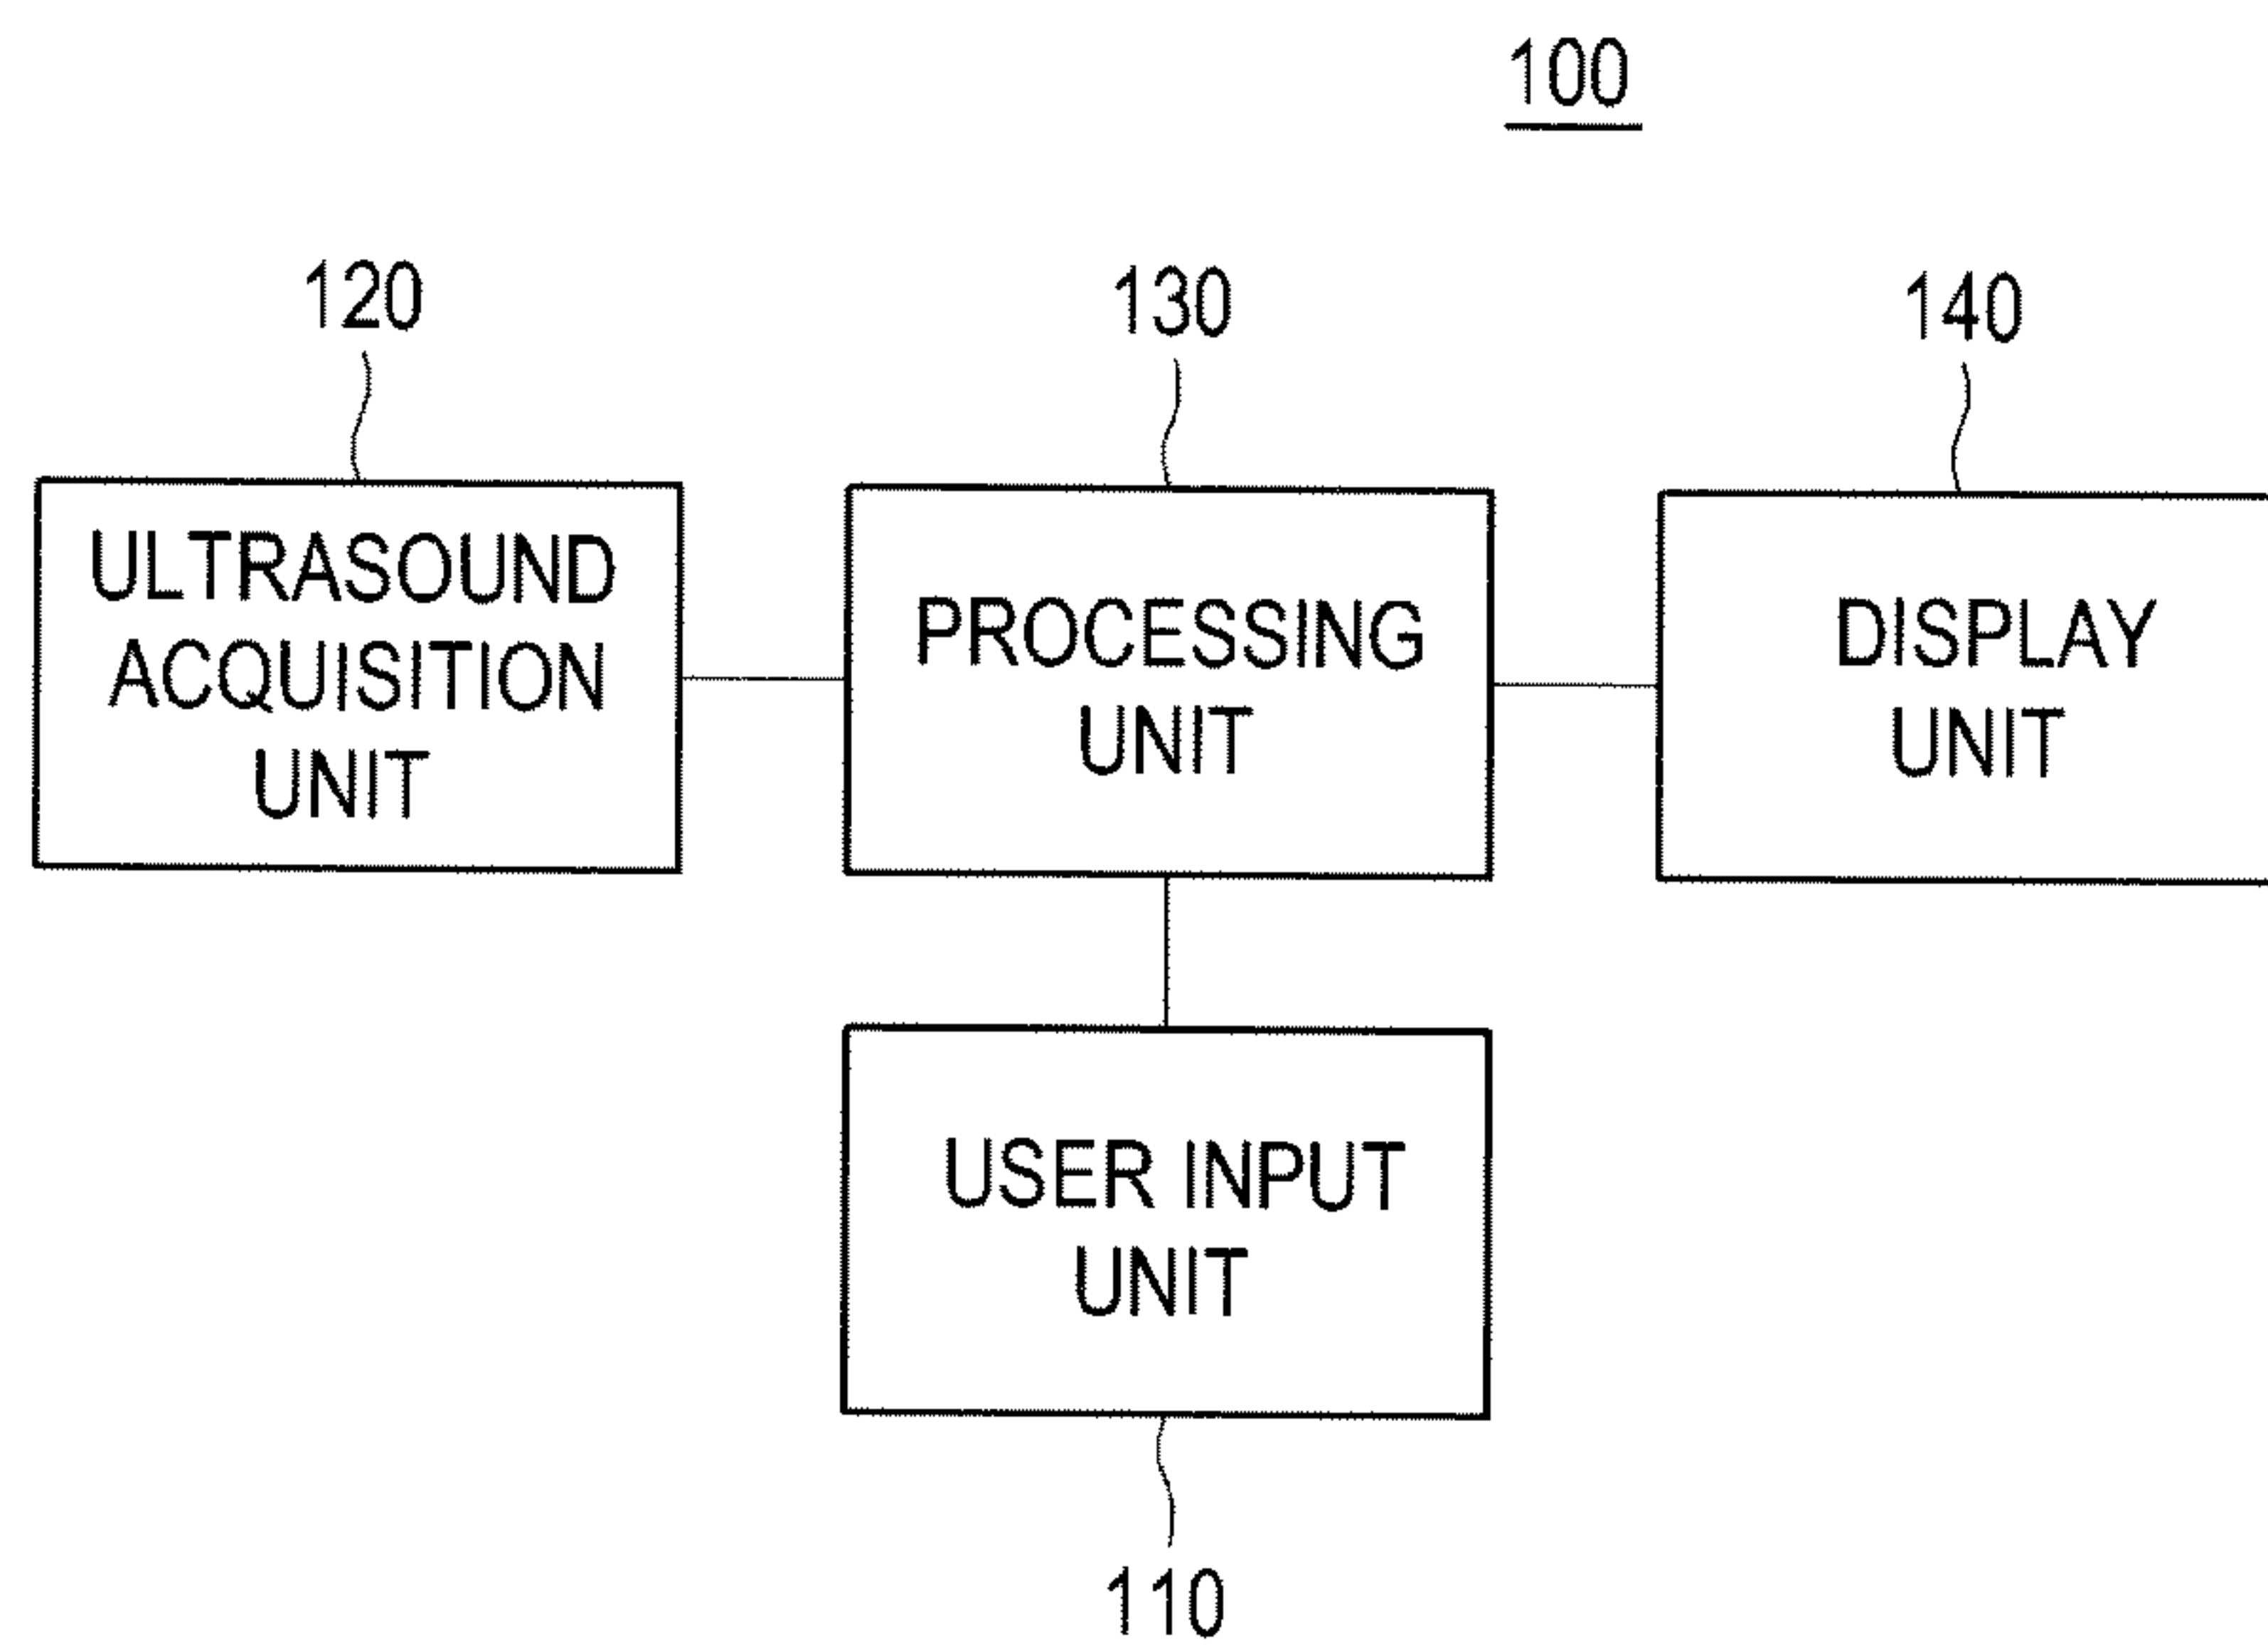 100
120
130
140
ULTRASOUND
ACQUISITION
UNIT
PROCESSING
UNIT
DISPLAY
UNIT
USER INPUT
UNIT
110